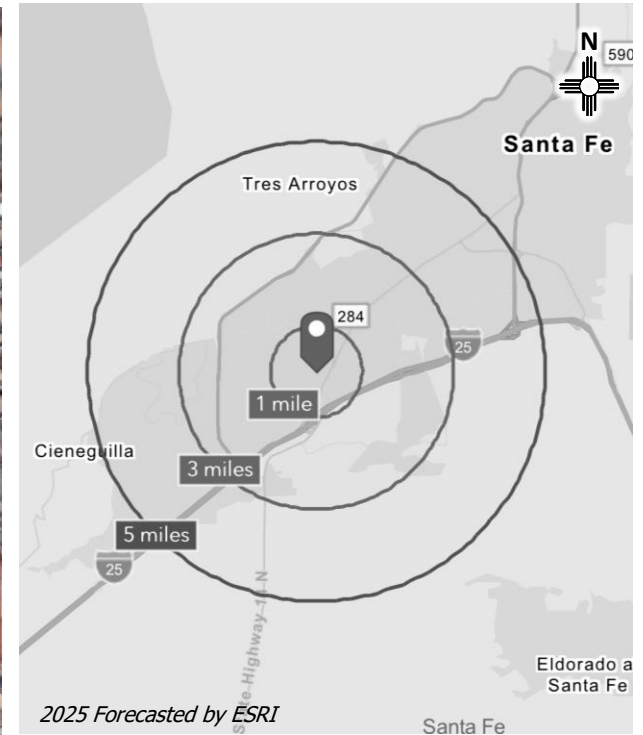 N
590
Santa Fe
Tres Arroyos
284
25
1 mile
Cieneguilla
3 miles
5 miles
25
State Highway 14 N
Eldorado a
Santa Fe
2025 Forecasted by ESRI
Santa Fe